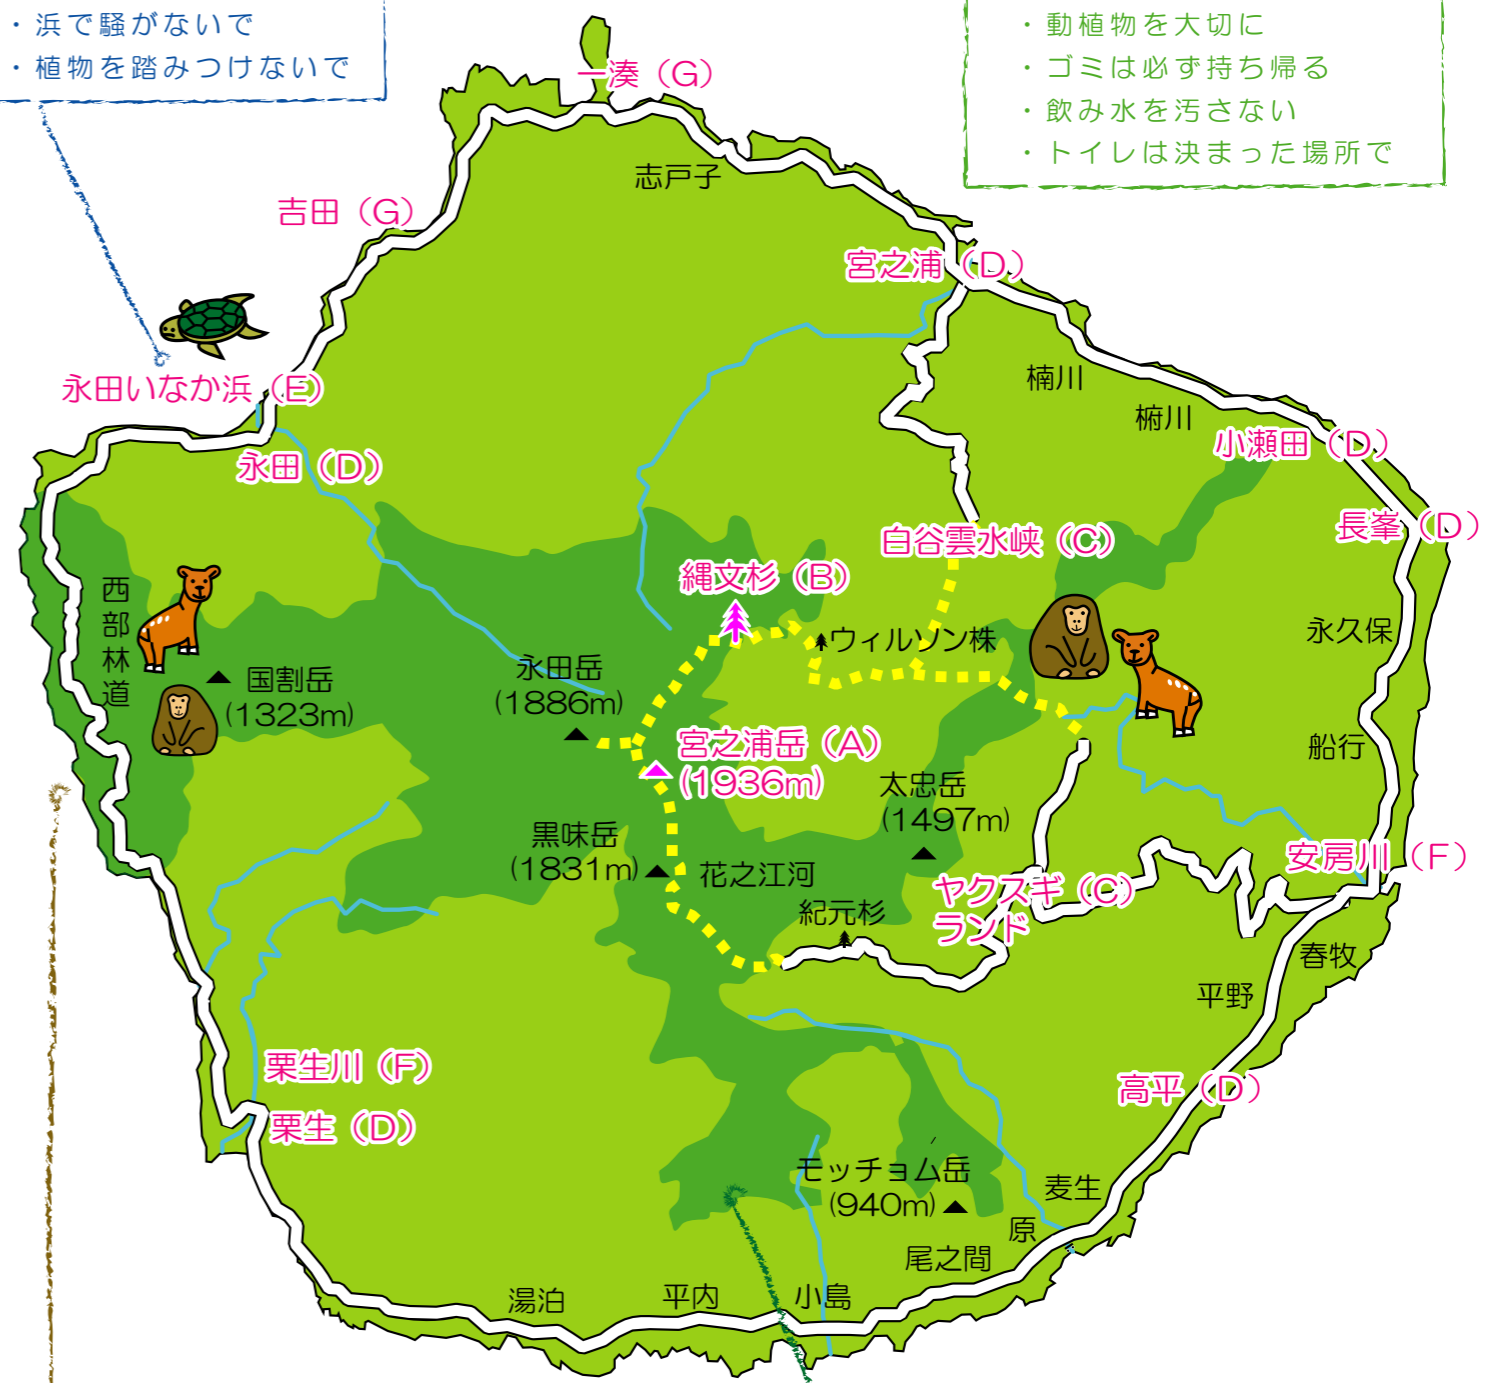 ・浜で騒がないで
・植物を踏みつけないで
・動植物を大切に
・ゴミは必ず持ち帰る
・飲み水を汚さない
・トイレは決まった場所で
一湊（G）
志戸子
吉田（G）
宮之浦（D）
永田いなか浜（E）
楠川
椨川
小瀬田（D）
永田（D）
長峯（D）
白谷雲水峡（C）
縄文杉（B）
西部林道
ウィルソン株
永久保
国割岳
(1323m)
永田岳
(1886m)
宮之浦岳（A）
(1936m)
船行
太忠岳
(1497m)
黒味岳
(1831m)
花之江河
安房川（F）
ヤクスギ（C）
ランド
紀元杉
春牧
平野
栗生川（F）
高平（D）
栗生（D）
モッチョム岳
(940m)
麦生
原
尾之間
湯泊
平内
小島